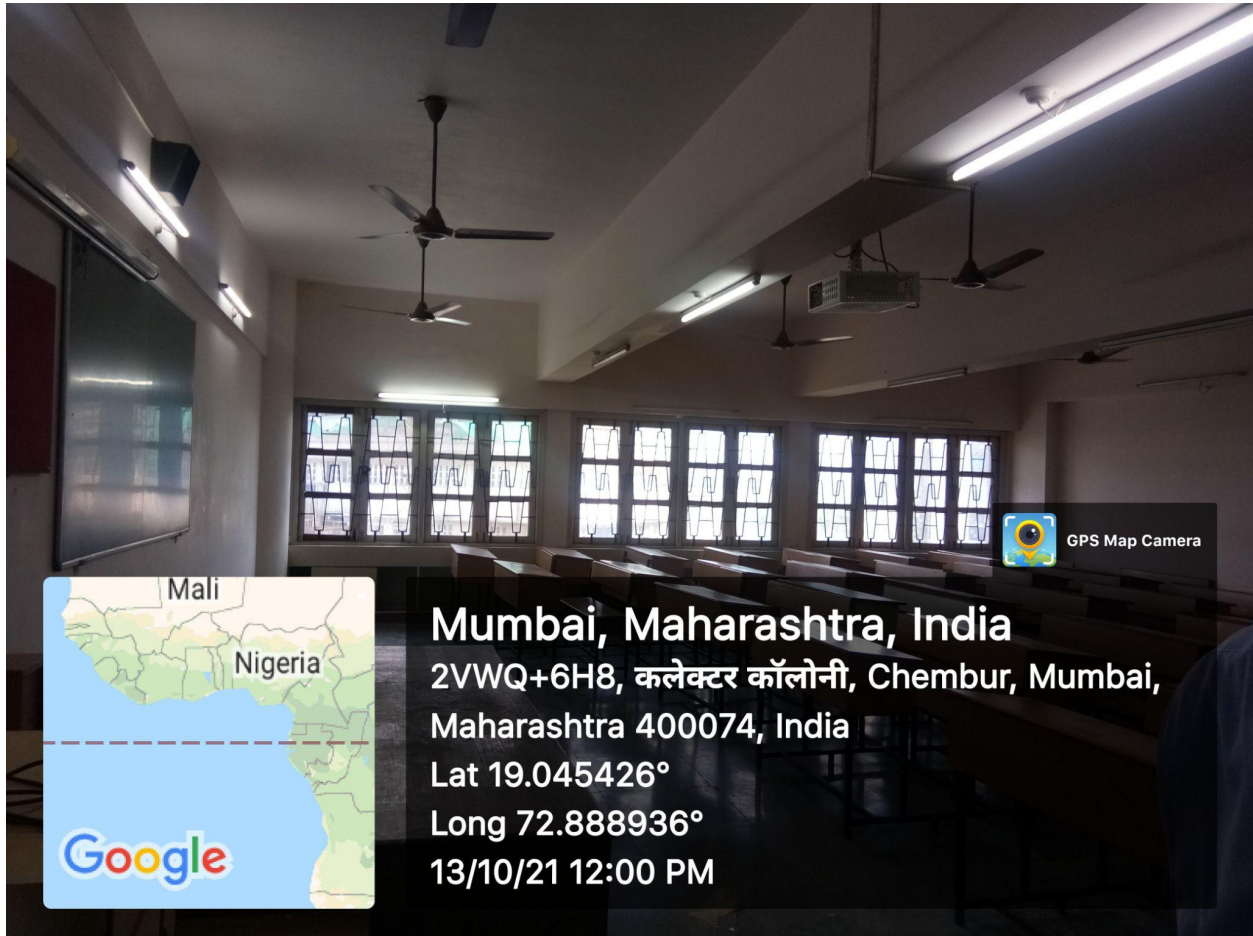 GPS Map Camera
Mali
Nigeria
Google
Mumbai, Maharashtra, India
2VWQ+6H8, कलेक्टर कॉलोनी, Chembur, Mumbai,
Maharashtra 400074, India
Lat 19.045426°
Long 72.888936°
13/10/21 12:00 PM